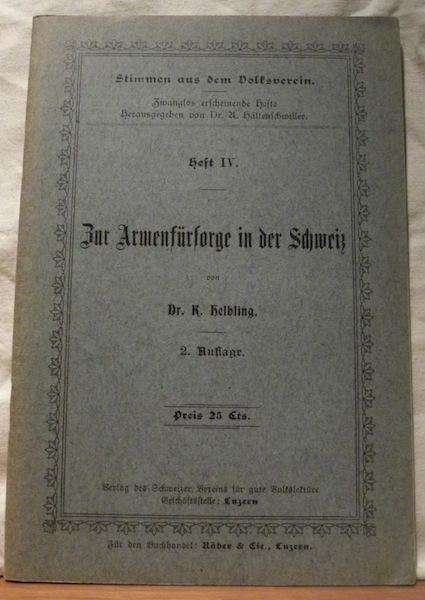 Stimmen aus dem Volksverein.
Zwanglos erscheinende Hefte
Herausgegeben von Dr. A. Hättenschwiller.
Heft IV.
Zur Armenfürsorge in der Schweiz
von
Dr. K. Helbling.
2. Auflage.
Preis 25 Cts.
Verlag des Schweizer. Vereins für gute Volkslektüre
Geschäftsstelle: Luzern
Für den Buchhandel: Räber & Cie., Luzern.